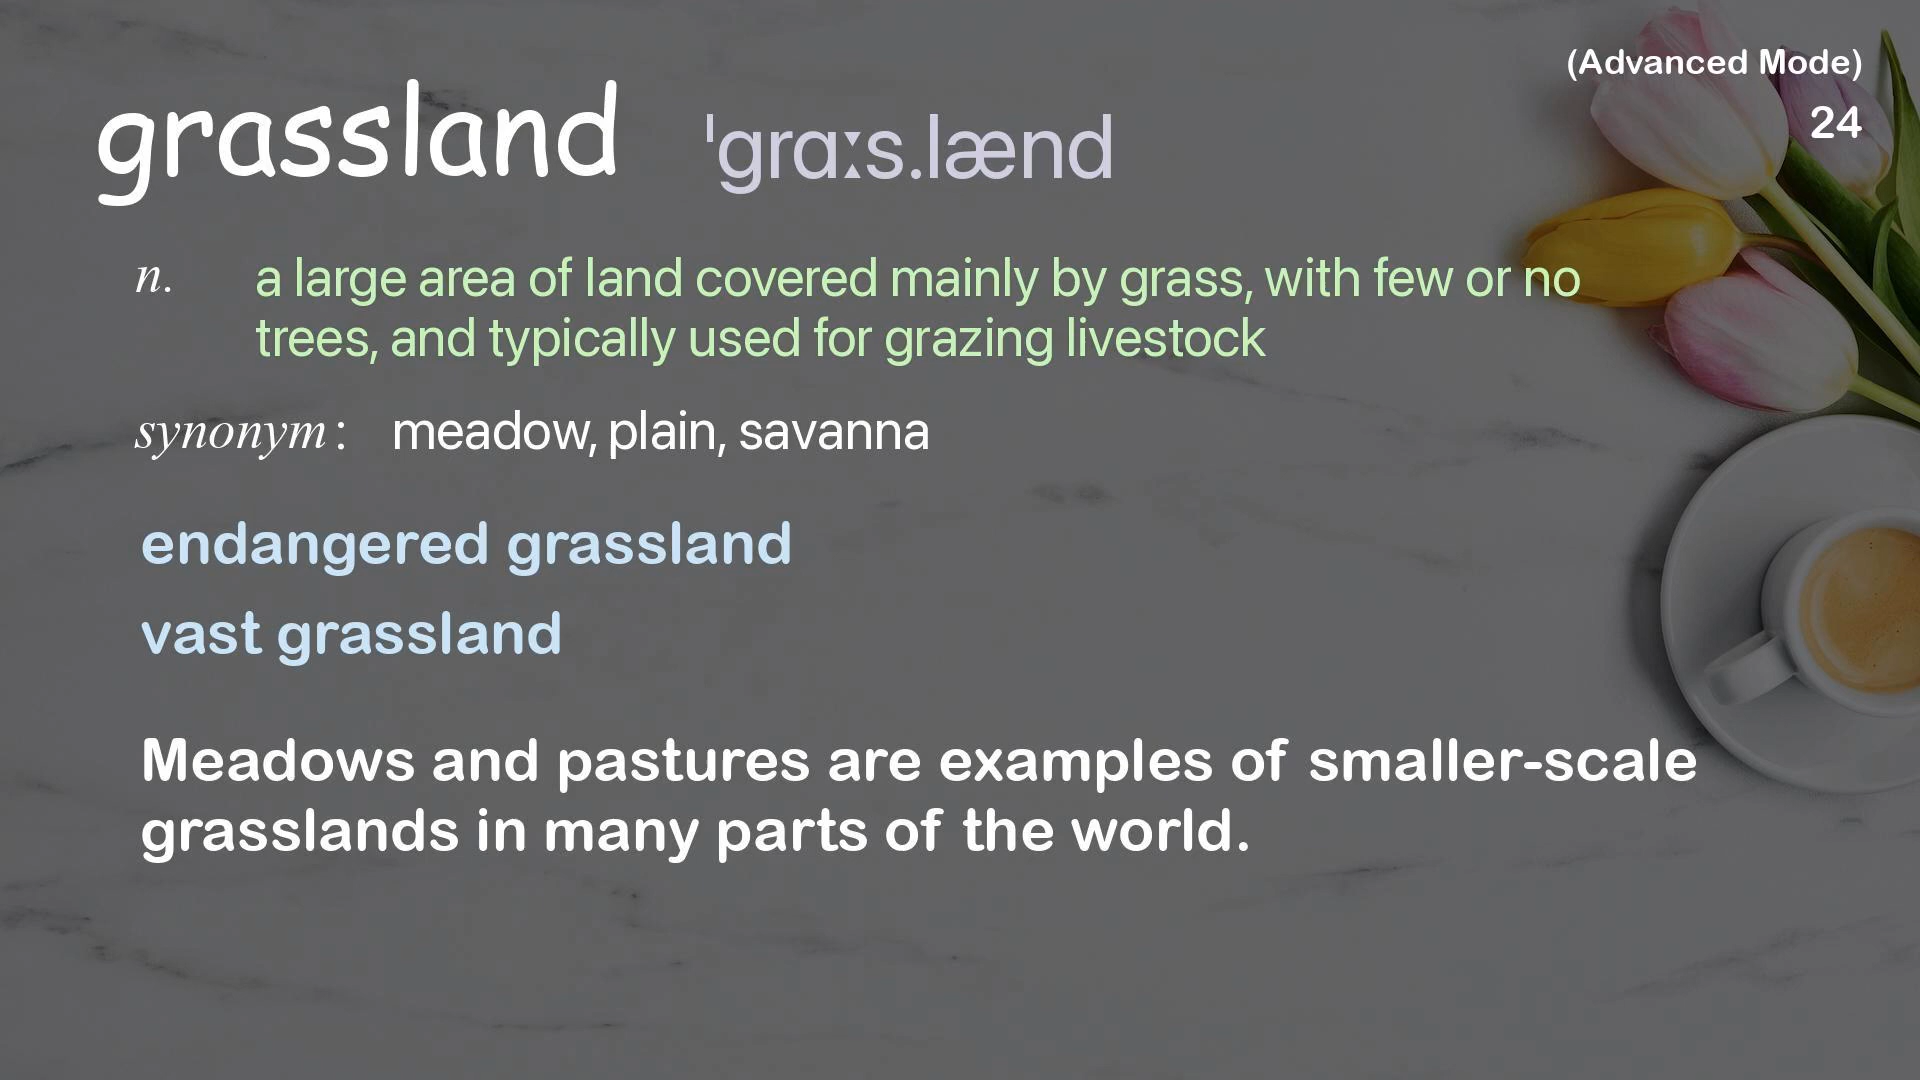 (Advanced Mode)
24
grassland ˈɡrɑːs.lænd
n. a large area of land covered mainly by grass, with few or no
trees, and typically used for grazing livestock
synonym: meadow, plain, savanna
endangered grassland
vast grassland
Meadows and pastures are examples of smaller-scale
grasslands in many parts of the world.